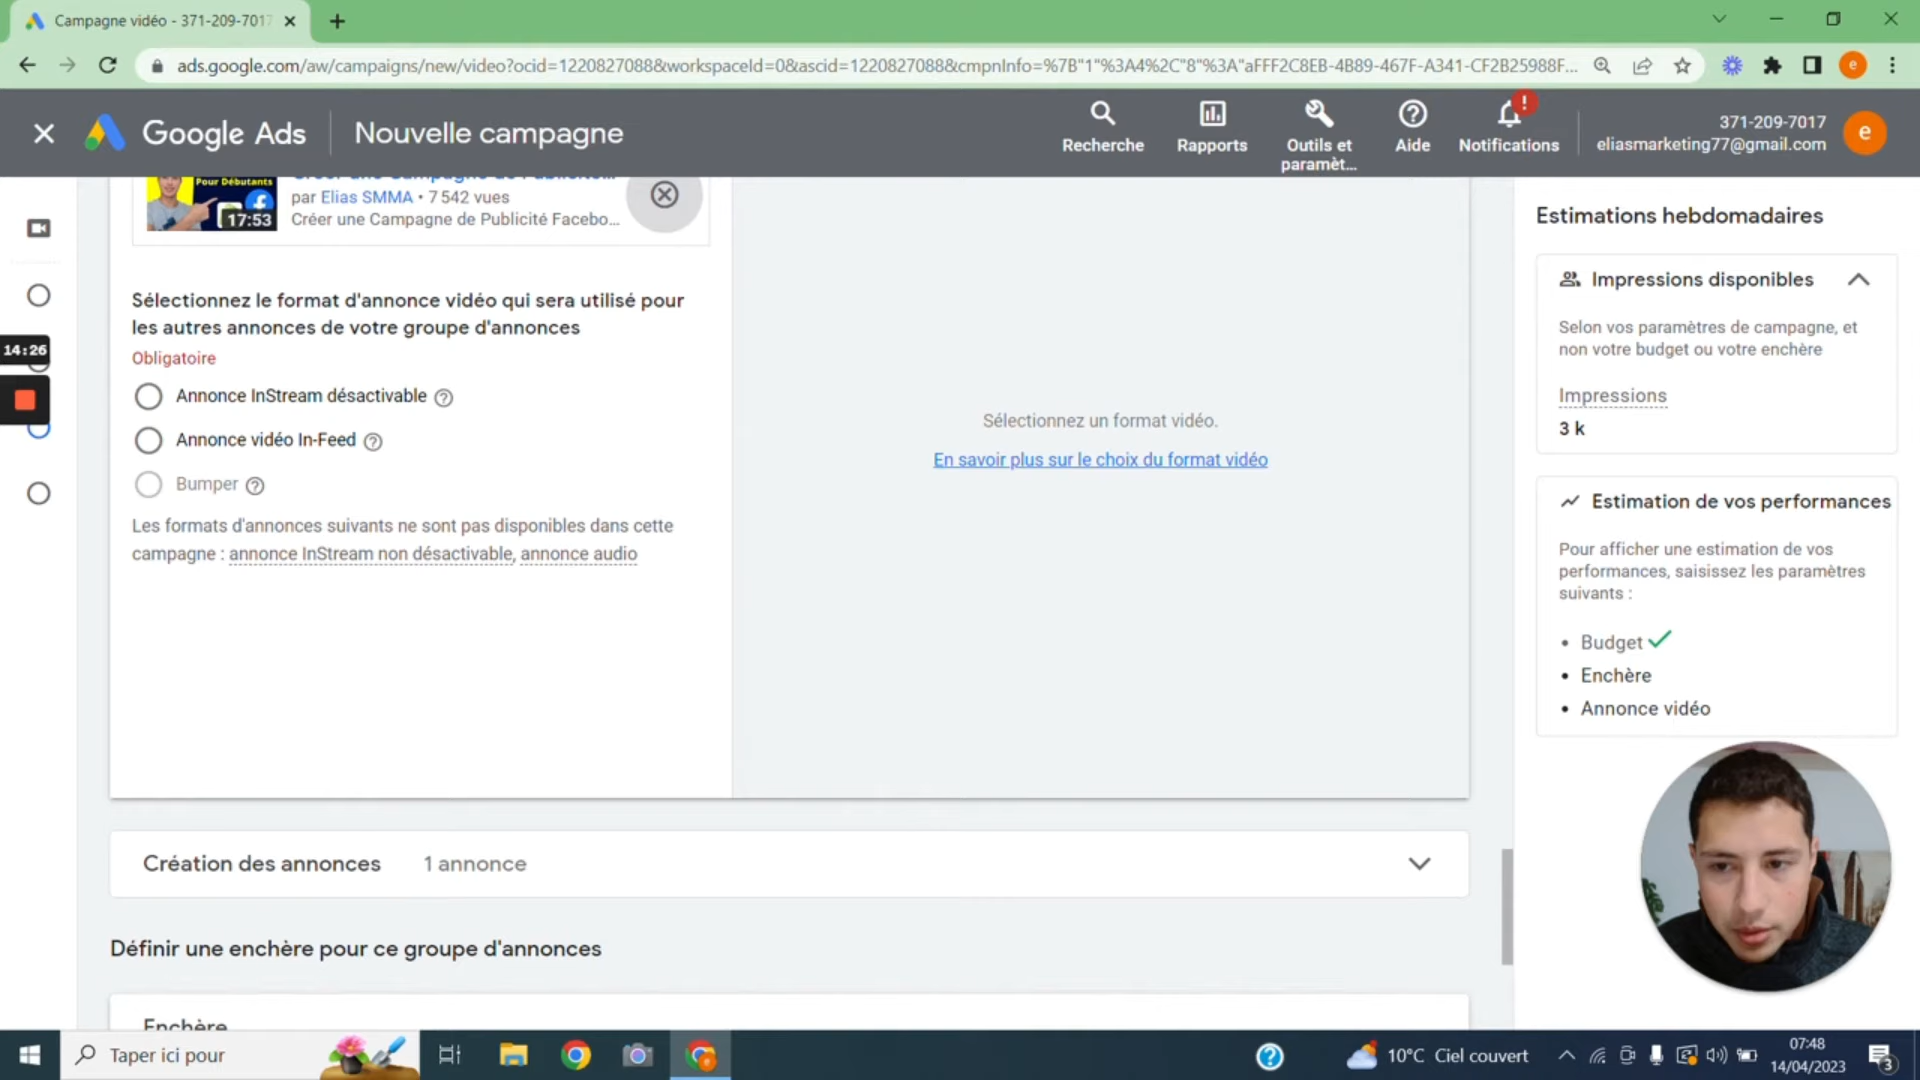 Campagne vidéo - 371-209-7017
ads.google.com/aw/campaigns/new/video?ocid=1220827088&workspaceId=0&ascid=1220827088&cmpnInfo=%7B"1"%3A4%2C"8"%3A"aFFF2C8EB-4B89-467F-A341-CF2B25988F...
e
Google Ads
Nouvelle campagne
Recherche
Rapports
Outils et
paramèt...
Aide
!
Notifications
371-209-7017
eliasmarketing77@gmail.com
e
Pour Débutants
17:53
par Elias SMMA • 7 542 vues
Créer une Campagne de Publicité Facebo...
Sélectionnez le format d'annonce vidéo qui sera utilisé pour
les autres annonces de votre groupe d'annonces
Obligatoire
Annonce InStream désactivable
Annonce vidéo In-Feed
Bumper
Les formats d'annonces suivants ne sont pas disponibles dans cette
campagne : annonce InStream non désactivable, annonce audio
14:26
Sélectionnez un format vidéo.
En savoir plus sur le choix du format vidéo
Estimations hebdomadaires
Impressions disponibles
Selon vos paramètres de campagne, et
non votre budget ou votre enchère
Impressions
3 k
Estimation de vos performances
Pour afficher une estimation de vos
performances, saisissez les paramètres
suivants :
• Budget
• Enchère
• Annonce vidéo
Création des annonces 1 annonce
Définir une enchère pour ce groupe d'annonces
Enchère
Taper ici pour
10°C Ciel couvert
07:48
14/04/2023
3